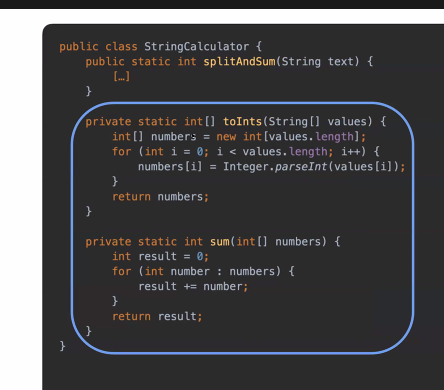 public class StringCalculator {
    public static int splitAndSum(String text) {
        […]
    }

    private static int[] toInts(String[] values) {
        int[] numbers = new int[values.length];
        for (int i = 0; i < values.length; i++) {
            numbers[i] = Integer.parseInt(values[i]);
        }
        return numbers;
    }

    private static int sum(int[] numbers) {
        int result = 0;
        for (int number : numbers) {
            result += number;
        }
        return result;
    }
}